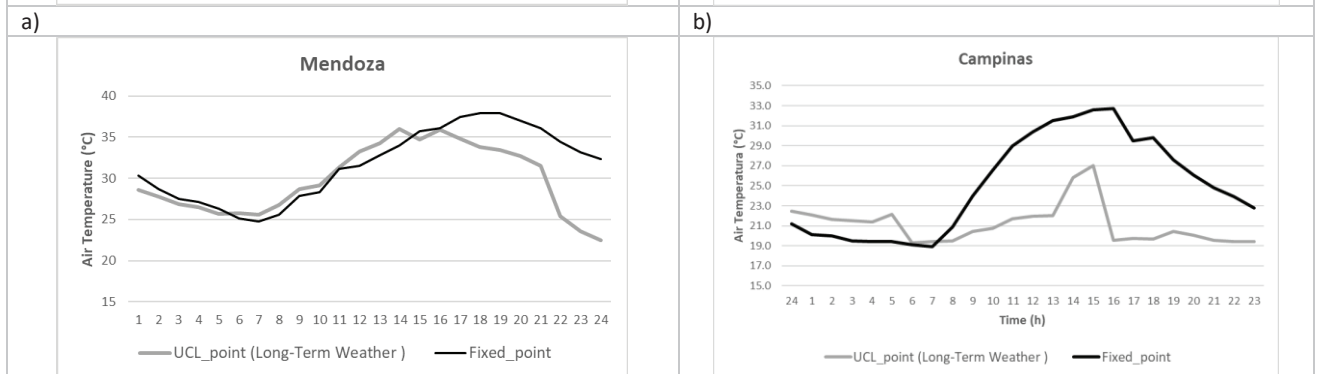 a)
b)
Mendoza
Air Temperature (°C)
40
35
30
25
20
15
1 2 3 4 5 6 7 8 9 10 11 12 13 14 15 16 17 18 19 20 21 22 23 24
UCL_point (Long-Term Weather ) Fixed_point
Campinas
Air Temperatura (°C)
35.0
33.0
31.0
29.0
27.0
25.0
23.0
21.0
19.0
17.0
15.0
24 1 2 3 4 5 6 7 8 9 10 11 12 13 14 15 16 17 18 19 20 21 22 23
Time (h)
UCL_point (Long-Term Weather ) Fixed_point